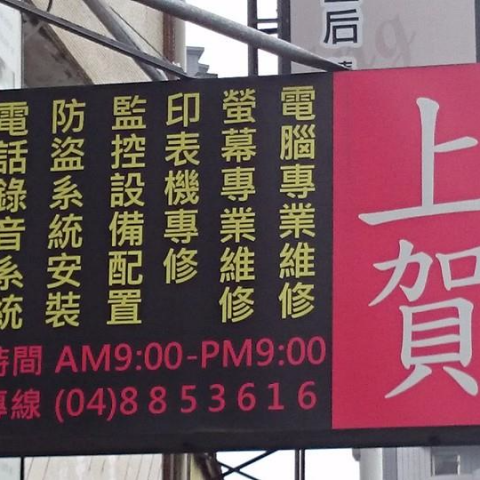 上賀
電腦專業維修
螢幕專業維修
印表機專修
監控設備配置
防盜系統安裝
電話錄音系統
時間 AM9:00-PM9:00
專線 (04)8853616
后